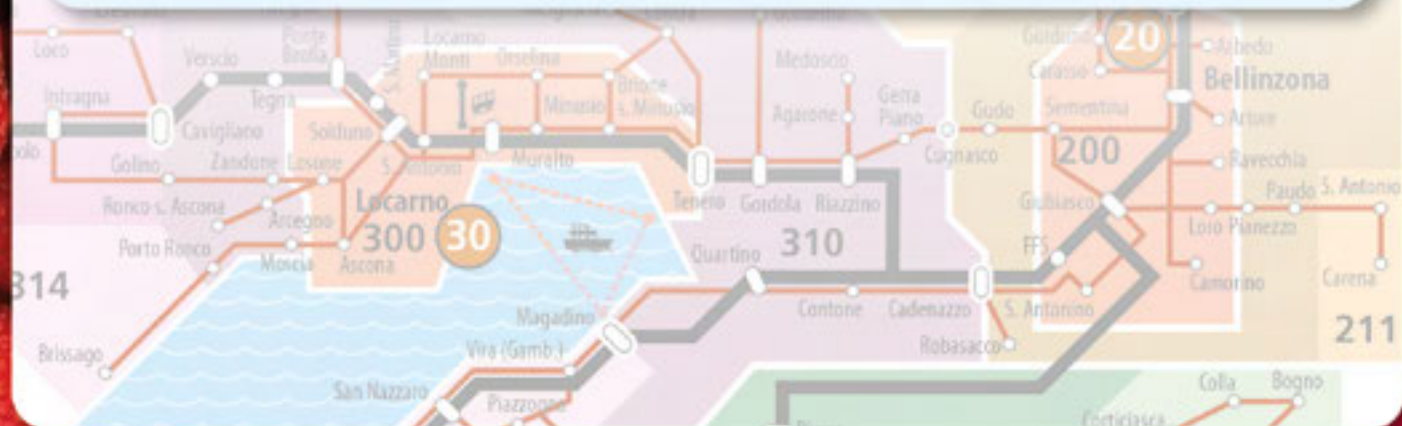 20
Arbedo
Bellinzona
Loco
Verscio
Ponte
Brolla
Locarno
Monti
Orselina
Medoscio
Carasso
Intragna
Tegna
Brione
s. Minusio
Minusio
Agarone
Gerra
Piano
Gudo
Sementina
Cavigliano
Solduno
Cugnasco
200
Ravecchia
Golino
Zandone
Losone
S. Antonio
Muralto
Giubiasco
Paudo
S. Antonio
Ronco s. Ascona
Arcegno
Locarno
300
30
Tenero
Gordola
Riazzino
310
Loro
Pianezzo
Porto Ronco
Moscia
Ascona
Quartino
FFS
Camorino
Carena
314
Magadino
Contone
Cadenazzo
S. Antonino
Brissago
Vira (Gamb.)
Robasacco
211
San Nazzaro
Piazzogna
Colla
Bogno